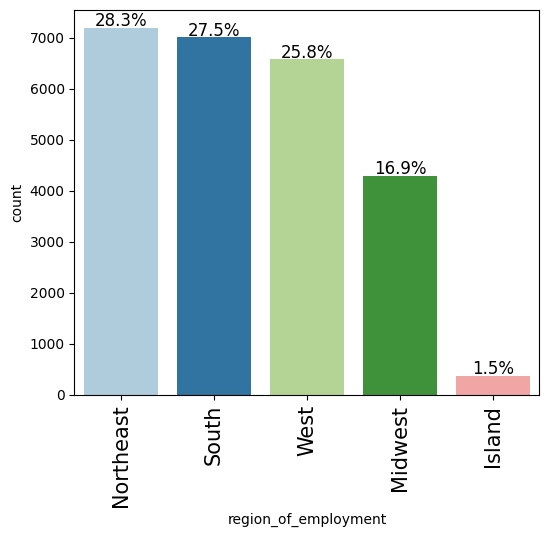 28.3%
27.5%
25.8%
16.9%
1.5%
7000
6000
5000
4000
3000
2000
1000
0
count
Northeast
South
West
Midwest
Island
region_of_employment